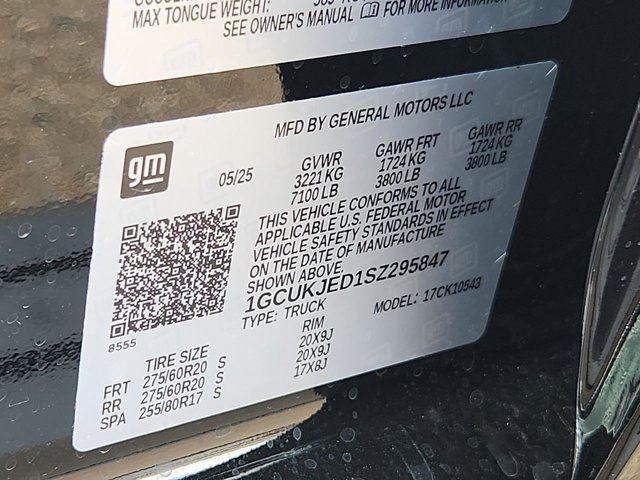 MAX TONGUE WEIGHT:
SEE OWNER'S MANUAL FOR MORE INFORMATION
MFD BY GENERAL MOTORS LLC
gm
05/25
GVWR GAWR FRT GAWR RR
3221 KG 1724 KG 1724 KG
7100 LB 3800 LB 3800 LB
THIS VEHICLE CONFORMS TO ALL
APPLICABLE U.S. FEDERAL MOTOR
VEHICLE SAFETY STANDARDS IN EFFECT
ON THE DATE OF MANUFACTURE
SHOWN ABOVE.
1GCUKJED1SZ295847
TYPE: TRUCK MODEL: 17CK10543
8555
TIRE SIZE RIM
FRT 275/60R20 S 20X9J
RR 275/60R20 S 20X9J
SPA 255/80R17 S 17X8J